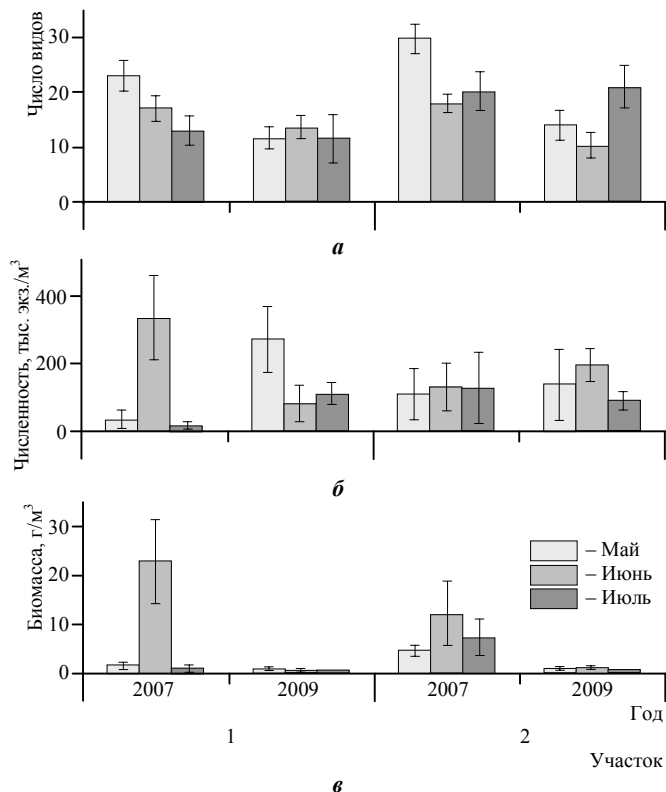 Число видов
30
20
10
0
а
Численность, тыс. экз./м³
400
200
0
б
Биомасса, г/м³
30
20
10
0
– Май
– Июнь
– Июль
2007 2009 2007 2009
Год
1 2
Участок
в